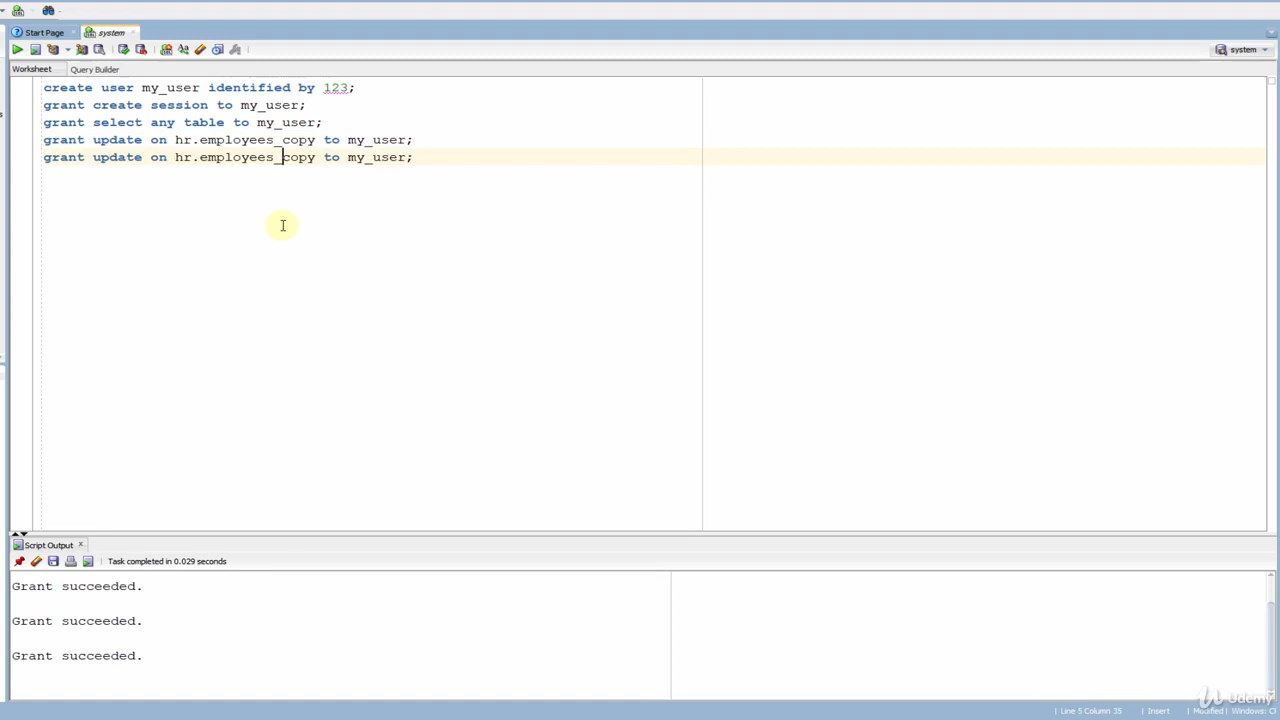 Start Page
system
system
Worksheet
Query Builder
create user my_user identified by 123;
grant create session to my_user;
grant select any table to my_user;
grant update on hr.employees_copy to my_user;
grant update on hr.employees_copy to my_user;
Script Output
Task completed in 0.029 seconds
Grant succeeded.
Grant succeeded.
Grant succeeded.
Udemy
Line 5 Column 35
Insert
Modified
Windows: C